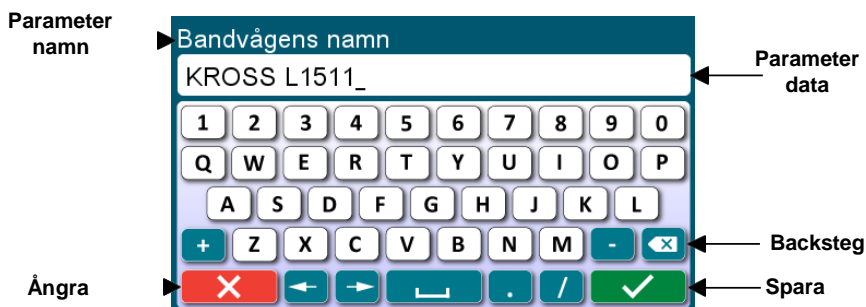 Parameter
namn
Bandvågens namn
KROSS L1511_
Parameter
data
1 2 3 4 5 6 7 8 9 0
Q W E R T Y U I O P
A S D F G H J K L
+ Z X C V B N M -
Backsteg
Ångra
. /
Spara